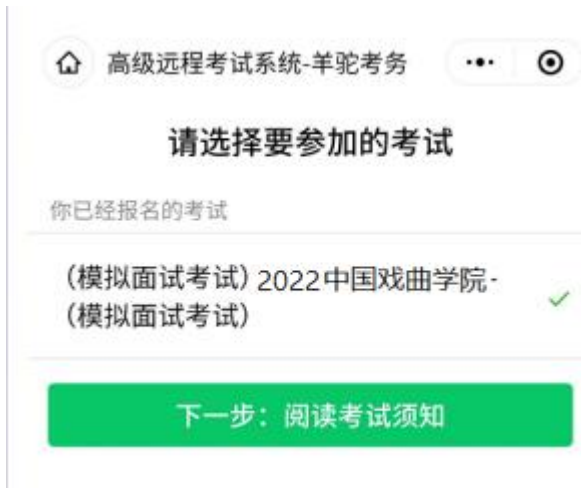 高级远程考试系统-羊驼考务
请选择要参加的考试
你已经报名的考试
（模拟面试考试）2022中国戏曲学院-
（模拟面试考试）
下一步：阅读考试须知